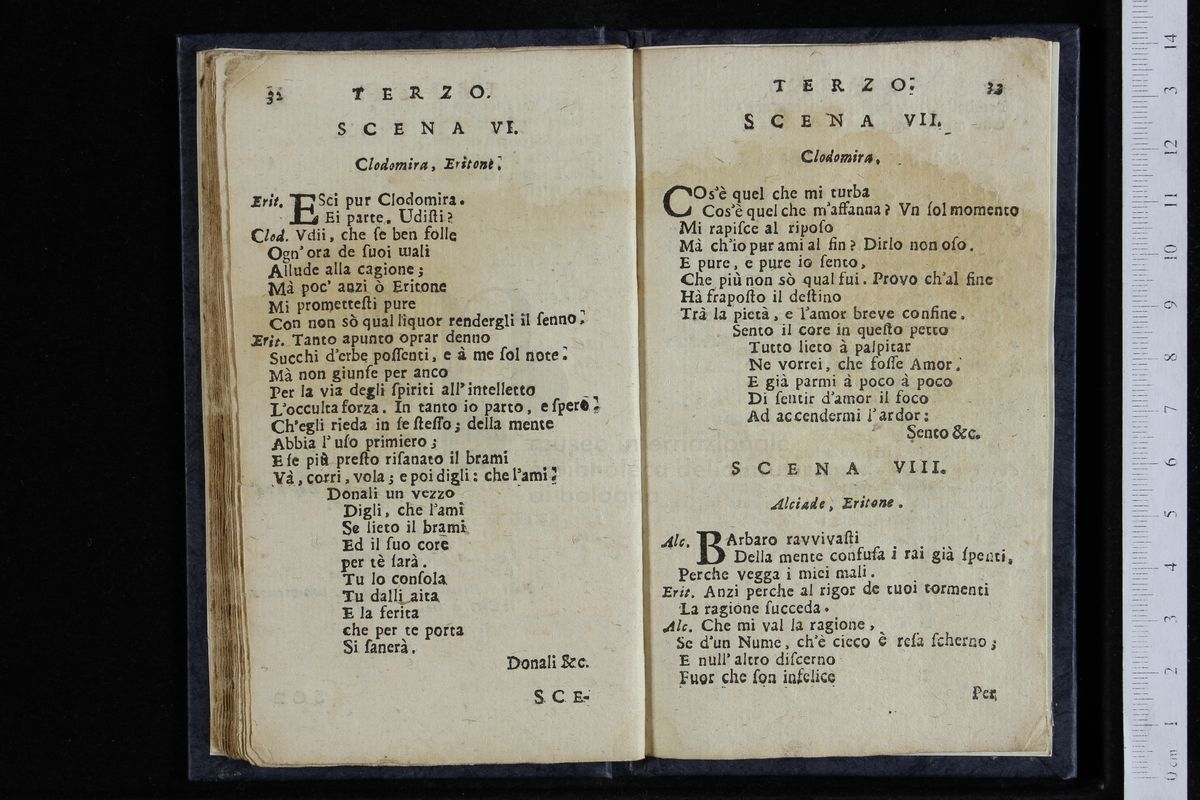 32 TERZO.
SCENA VI.
Clodomira, Eritone.
Erit. ESci pur Clodomira.
Ei parte. Udiſti?
Clod. Vdii, che ſe ben folle
Ogn'ora de ſuoi mali
Allude alla cagione;
Mà poc' anzi ò Eritone
Mi prometteſti pure
Con non sò qual liquor rendergli il ſenno.
Erit. Tanto apunto oprar denno
Succhi d'erbe poſſenti, e à me ſol note.
Mà non giunſe per anco
Per la via degli ſpiriti all'intelletto
L'occulta forza. In tanto io parto, e ſpero.
Ch'egli rieda in ſe ſteſſo; della mente
Abbia l'uſo primiero;
E ſe più preſto riſanato il brami
Và, corri, vola; e poi digli: che l'ami.
Donali un vezzo
Digli, che l'ami
Se lieto il brami
Ed il ſuo core
per tè ſarà.
Tu lo conſola
Tu dalli aita
E la ferita
che per te porta
Si ſanerà.
Donali &c.
SCE-
TERZO. 33
SCENA VII.
Clodomira.
COs'è quel che mi turba
Cos'è quel che m'affanna? Vn ſol momento
Mi rapiſce al ripoſo
Mà ch'io pur ami al fin? Dirlo non oſo.
E pure, e pure io ſento,
Che più non sò qual fui. Provo ch'al fine
Hà frapoſto il deſtino
Trà la pietà, e l'amor breve confine.
Sento il core in queſto petto
Tutto lieto à palpitar
Ne vorrei, che foſſe Amor.
E già parmi à poco à poco
Di ſentir d'amor il foco
Ad accendermi l'ardor:
Sento &c.
SCENA VIII.
Alciade, Eritone.
Alc. BArbaro ravvivaſti
Della mente confuſa i rai già ſpenti,
Perche vegga i miei mali.
Erit. Anzi perche al rigor de tuoi tormenti
La ragione ſucceda.
Alc. Che mi val la ragione,
Se d'un Nume, ch'è cieco è reſa ſcherno;
E null' altro diſcerno
Fuor che ſon infelice
Per